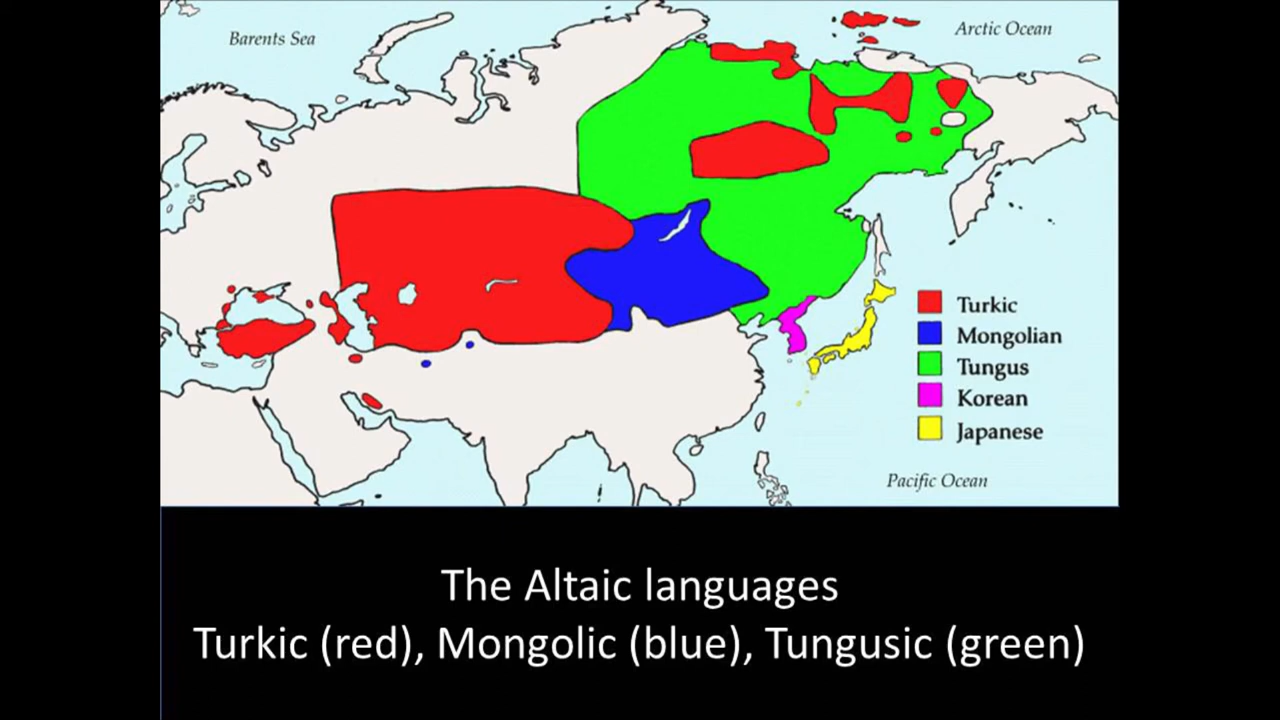 Barents Sea
Arctic Ocean
Turkic
Mongolian
Tungus
Korean
Japanese
Pacific Ocean
The Altaic languages
Turkic (red), Mongolic (blue), Tungusic (green)